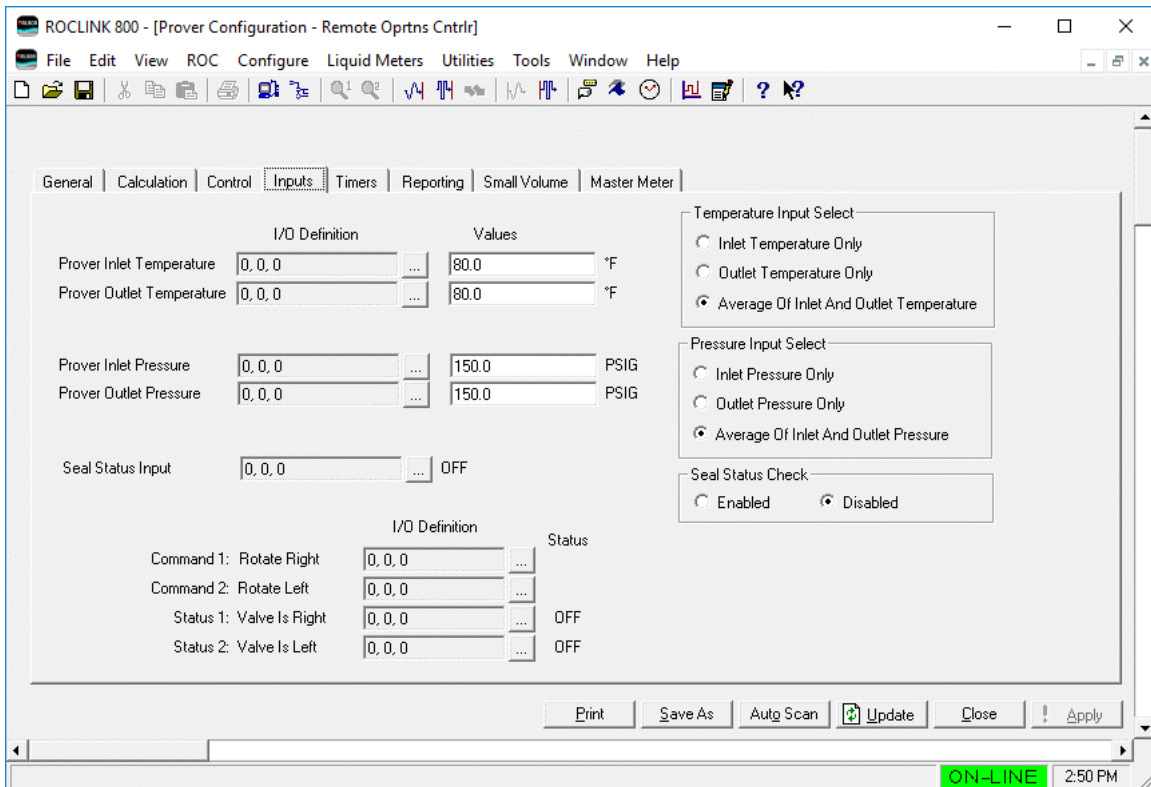 ROCLINK 800 - [Prover Configuration - Remote Oprtns Cntrlr]
File Edit View ROC Configure Liquid Meters Utilities Tools Window Help
General Calculation Control Inputs Timers Reporting Small Volume Master Meter
I/O Definition Values
Prover Inlet Temperature 0, 0, 0 ... 80.0 °F
Prover Outlet Temperature 0, 0, 0 ... 80.0 °F
Prover Inlet Pressure 0, 0, 0 ... 150.0 PSIG
Prover Outlet Pressure 0, 0, 0 ... 150.0 PSIG
Seal Status Input 0, 0, 0 ... OFF
I/O Definition
Status
Command 1: Rotate Right 0, 0, 0 ...
Command 2: Rotate Left 0, 0, 0 ...
Status 1: Valve Is Right 0, 0, 0 ... OFF
Status 2: Valve Is Left 0, 0, 0 ... OFF
Temperature Input Select
Inlet Temperature Only
Outlet Temperature Only
Average Of Inlet And Outlet Temperature
Pressure Input Select
Inlet Pressure Only
Outlet Pressure Only
Average Of Inlet And Outlet Pressure
Seal Status Check
Enabled Disabled
Print Save As Auto Scan Update Close ! Apply
ON-LINE 2:50 PM